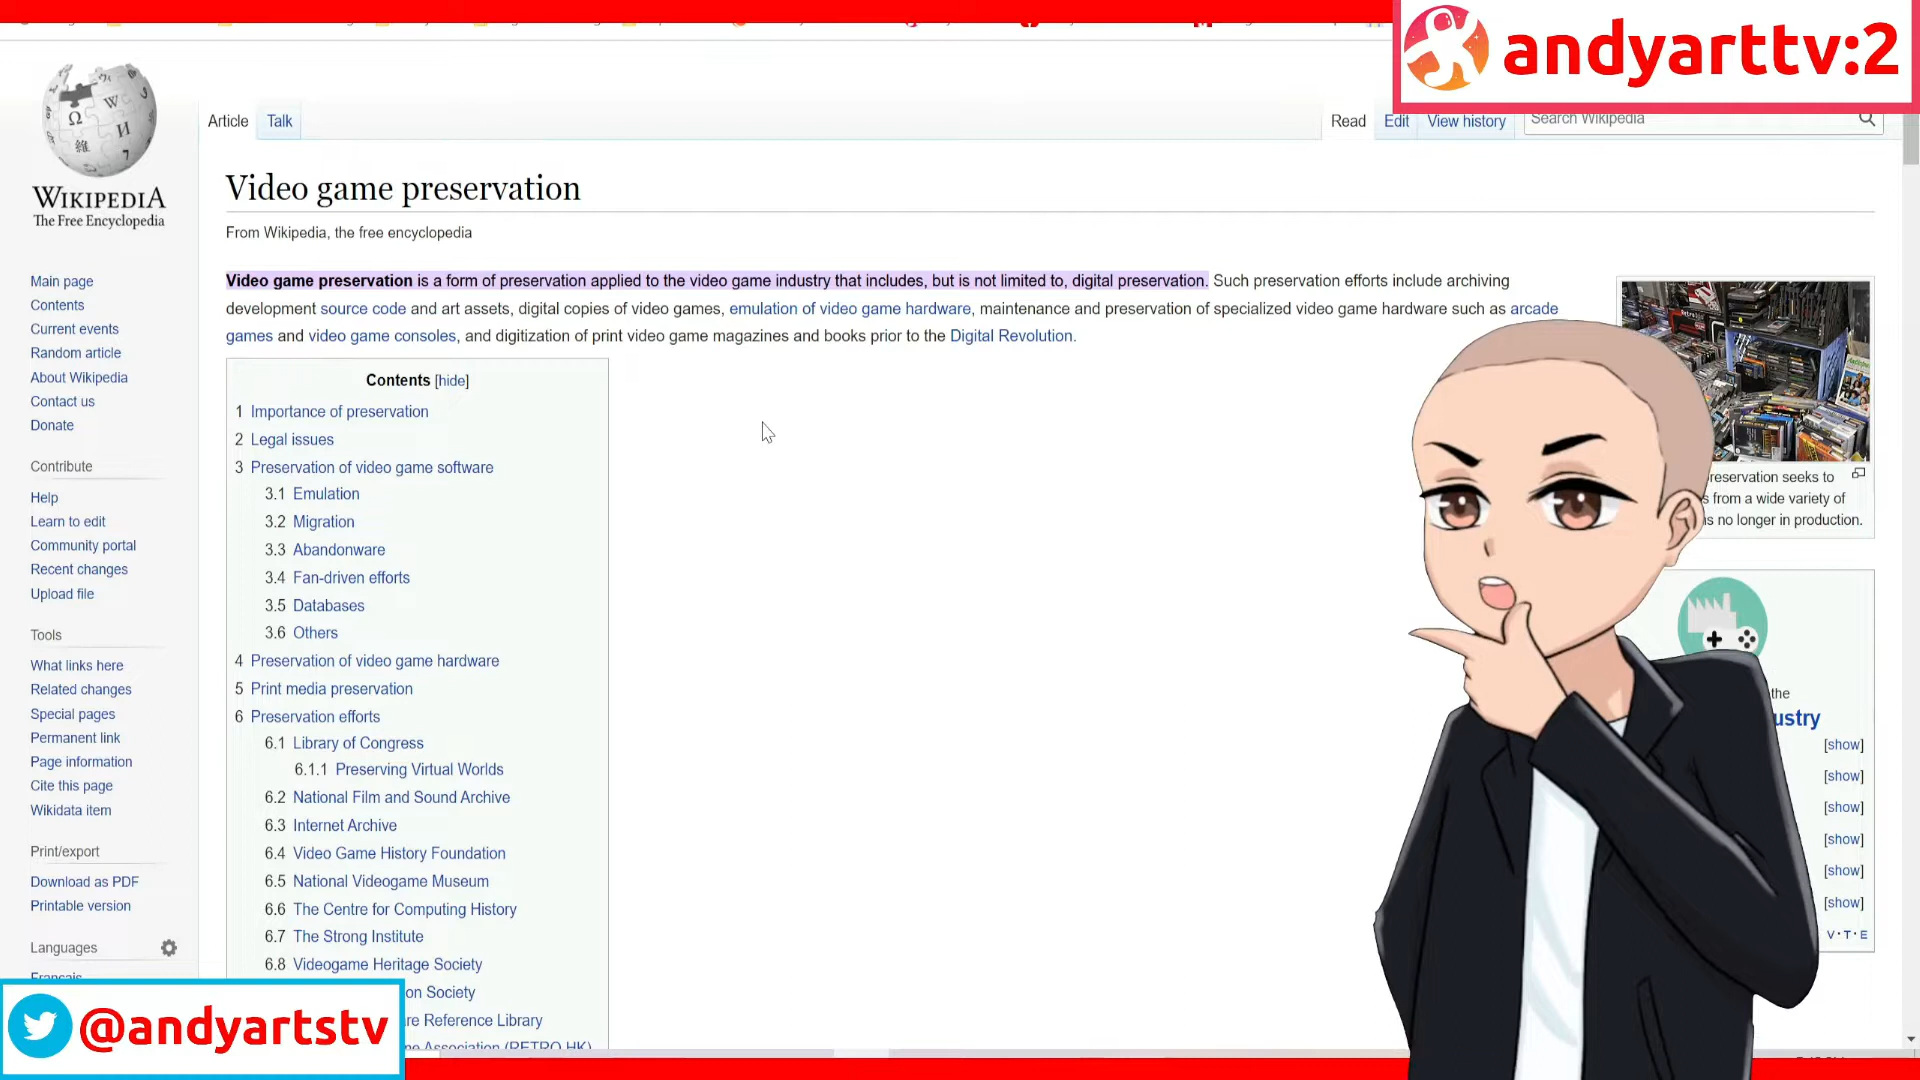 andyarttv:2
WIKIPEDIA
The Free Encyclopedia
Article
Talk
Read
Edit
View history
Search Wikipedia
Video game preservation
From Wikipedia, the free encyclopedia
Main page
Contents
Current events
Random article
About Wikipedia
Contact us
Donate
Contribute
Help
Learn to edit
Community portal
Recent changes
Upload file
Tools
What links here
Related changes
Special pages
Permanent link
Page information
Cite this page
Wikidata item
Print/export
Download as PDF
Printable version
Languages
Français
Video game preservation is a form of preservation applied to the video game industry that includes, but is not limited to, digital preservation. Such preservation efforts include archiving
development source code and art assets, digital copies of video games, emulation of video game hardware, maintenance and preservation of specialized video game hardware such as arcade
games and video game consoles, and digitization of print video game magazines and books prior to the Digital Revolution.
Contents [hide]
1 Importance of preservation
2 Legal issues
3 Preservation of video game software
3.1 Emulation
3.2 Migration
3.3 Abandonware
3.4 Fan-driven efforts
3.5 Databases
3.6 Others
4 Preservation of video game hardware
5 Print media preservation
6 Preservation efforts
6.1 Library of Congress
6.1.1 Preserving Virtual Worlds
6.2 National Film and Sound Archive
6.3 Internet Archive
6.4 Video Game History Foundation
6.5 National Videogame Museum
6.6 The Centre for Computing History
6.7 The Strong Institute
6.8 Videogame Heritage Society
on Society
re Reference Library
Association (RETRO.HK)
reservation seeks to
s from a wide variety of
s no longer in production.
the
ustry
[show]
[show]
[show]
[show]
[show]
[show]
V·T·E
@andyartstv